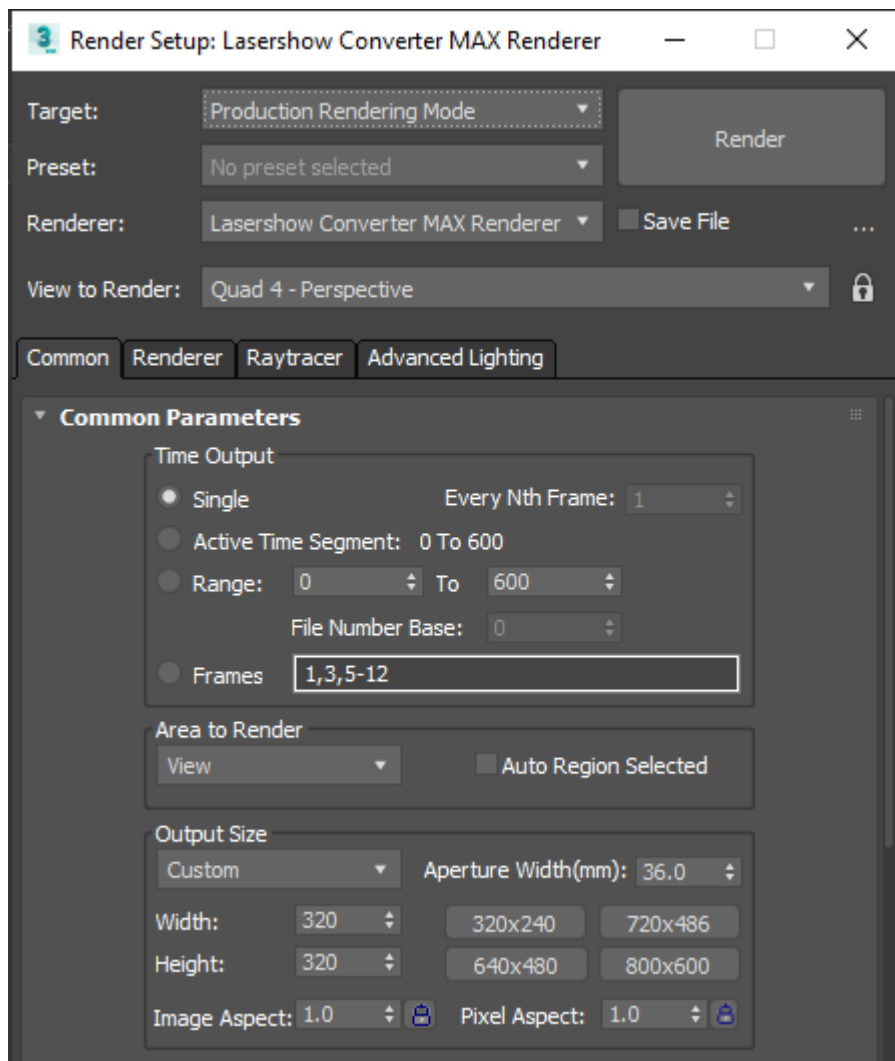 3 Render Setup: Lasershow Converter MAX Renderer
Target: Production Rendering Mode
Render
Preset: No preset selected
Renderer: Lasershow Converter MAX Renderer Save File ...
View to Render: Quad 4 - Perspective
Common Renderer Raytracer Advanced Lighting
Common Parameters
Time Output
Single Every Nth Frame: 1
Active Time Segment: 0 To 600
Range: 0 To 600
File Number Base: 0
Frames 1,3,5-12
Area to Render
View Auto Region Selected
Output Size
Custom Aperture Width(mm): 36.0
Width: 320 320x240 720x486
Height: 320 640x480 800x600
Image Aspect: 1.0 Pixel Aspect: 1.0